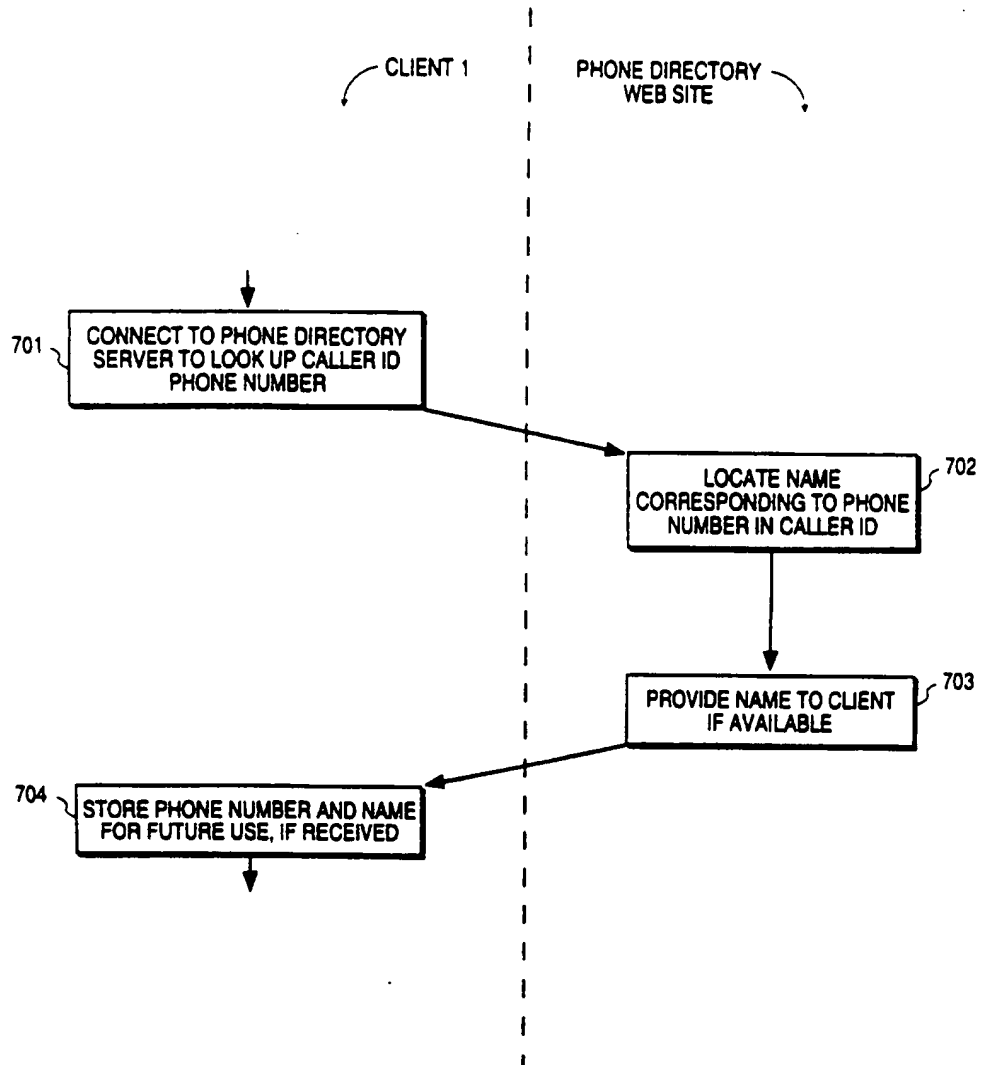 CLIENT 1
PHONE DIRECTORY
WEB SITE
701
CONNECT TO PHONE DIRECTORY
SERVER TO LOOK UP CALLER ID
PHONE NUMBER
702
LOCATE NAME
CORRESPONDING TO PHONE
NUMBER IN CALLER ID
703
PROVIDE NAME TO CLIENT
IF AVAILABLE
704
STORE PHONE NUMBER AND NAME
FOR FUTURE USE, IF RECEIVED